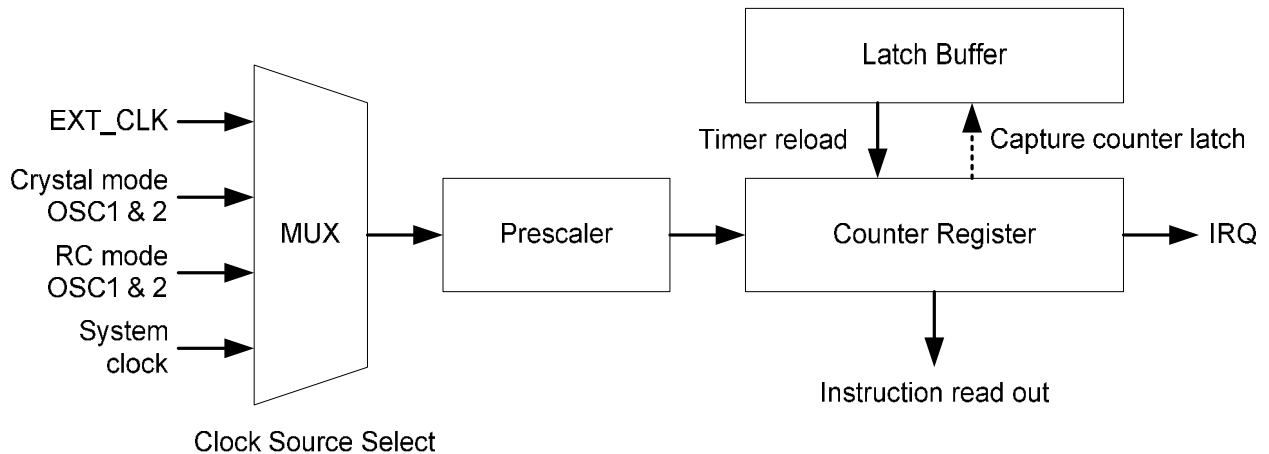 Latch Buffer
EXT_CLK
Timer reload
Capture counter latch
Crystal mode
OSC1 & 2
MUX
Prescaler
Counter Register
IRQ
RC mode
OSC1 & 2
System
clock
Instruction read out
Clock Source Select